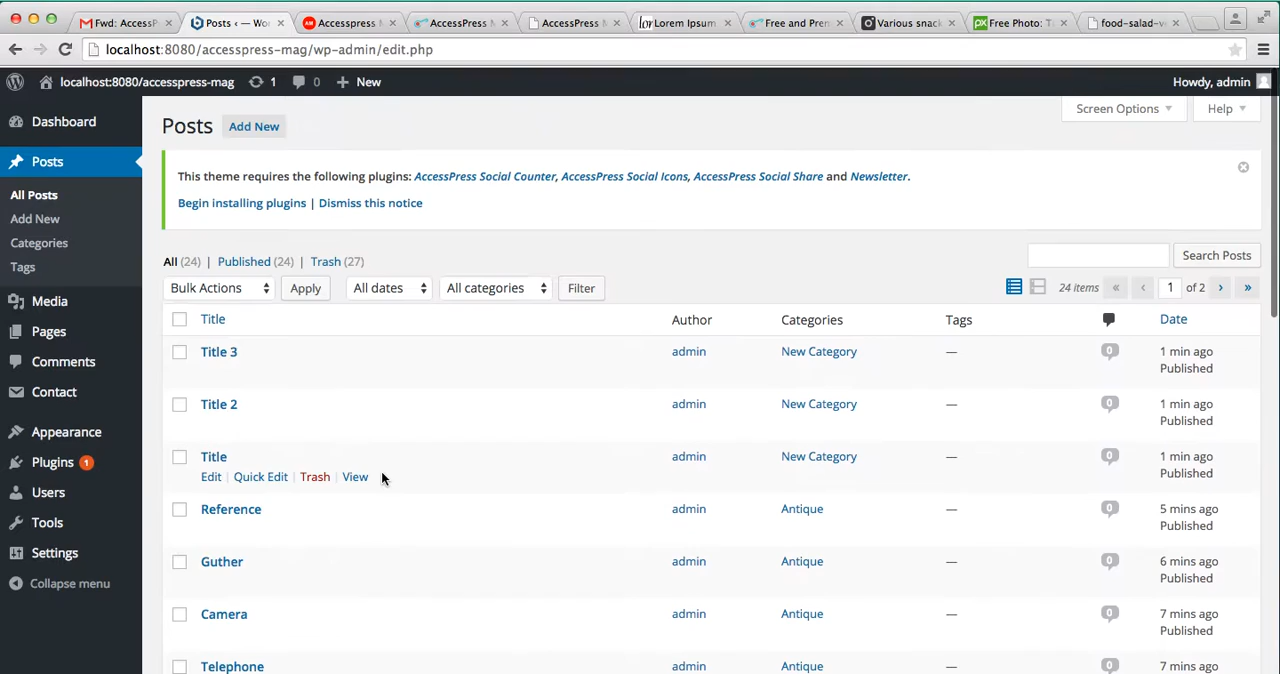 Fwd: AccessP
Posts ‹ — Wo
Accesspress M
AccessPress M
AccessPress M
Lorem Ipsum
Free and Prem
Various snack
Free Photo: T
food-salad-ve
localhost:8080/accesspress-mag/wp-admin/edit.php
localhost:8080/accesspress-mag 1 0 New Howdy, admin
Dashboard
Posts
All Posts
Add New
Categories
Tags
Media
Pages
Comments
Contact
Appearance
Plugins 1
Users
Tools
Settings
Collapse menu
Screen Options Help
Posts Add New
This theme requires the following plugins: AccessPress Social Counter, AccessPress Social Icons, AccessPress Social Share and Newsletter.
Begin installing plugins | Dismiss this notice
All (24) | Published (24) | Trash (27)
Search Posts
Bulk Actions Apply All dates All categories Filter 24 items « ‹ 1 of 2 › »
Title Author Categories Tags Date
Title 3 admin New Category — 0 1 min ago
Published
Title 2 admin New Category — 0 1 min ago
Published
Title admin New Category — 0 1 min ago
Edit | Quick Edit | Trash | View Published
Reference admin Antique — 0 5 mins ago
Published
Guther admin Antique — 0 6 mins ago
Published
Camera admin Antique — 0 7 mins ago
Published
Telephone admin Antique — 0 7 mins ago